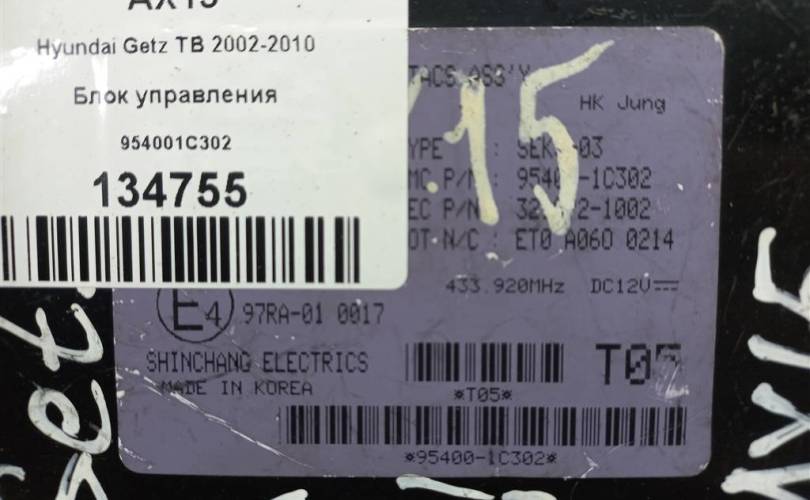 AX15
Hyundai Getz TB 2002-2010
Блок управления
954001C302
134755
TACS ASS'Y
HK Jung
YPE : SEK -03
MC P/N : 9540 -1C302
EC P/N : 32 2-1002
OT N/C : ET0 A060 0214
433.920MHz DC12V
E4 97RA-01 0017
SHINCHANG ELECTRICS
MADE IN KOREA
T05
*T05*
*95400-1C302*
.15
et.